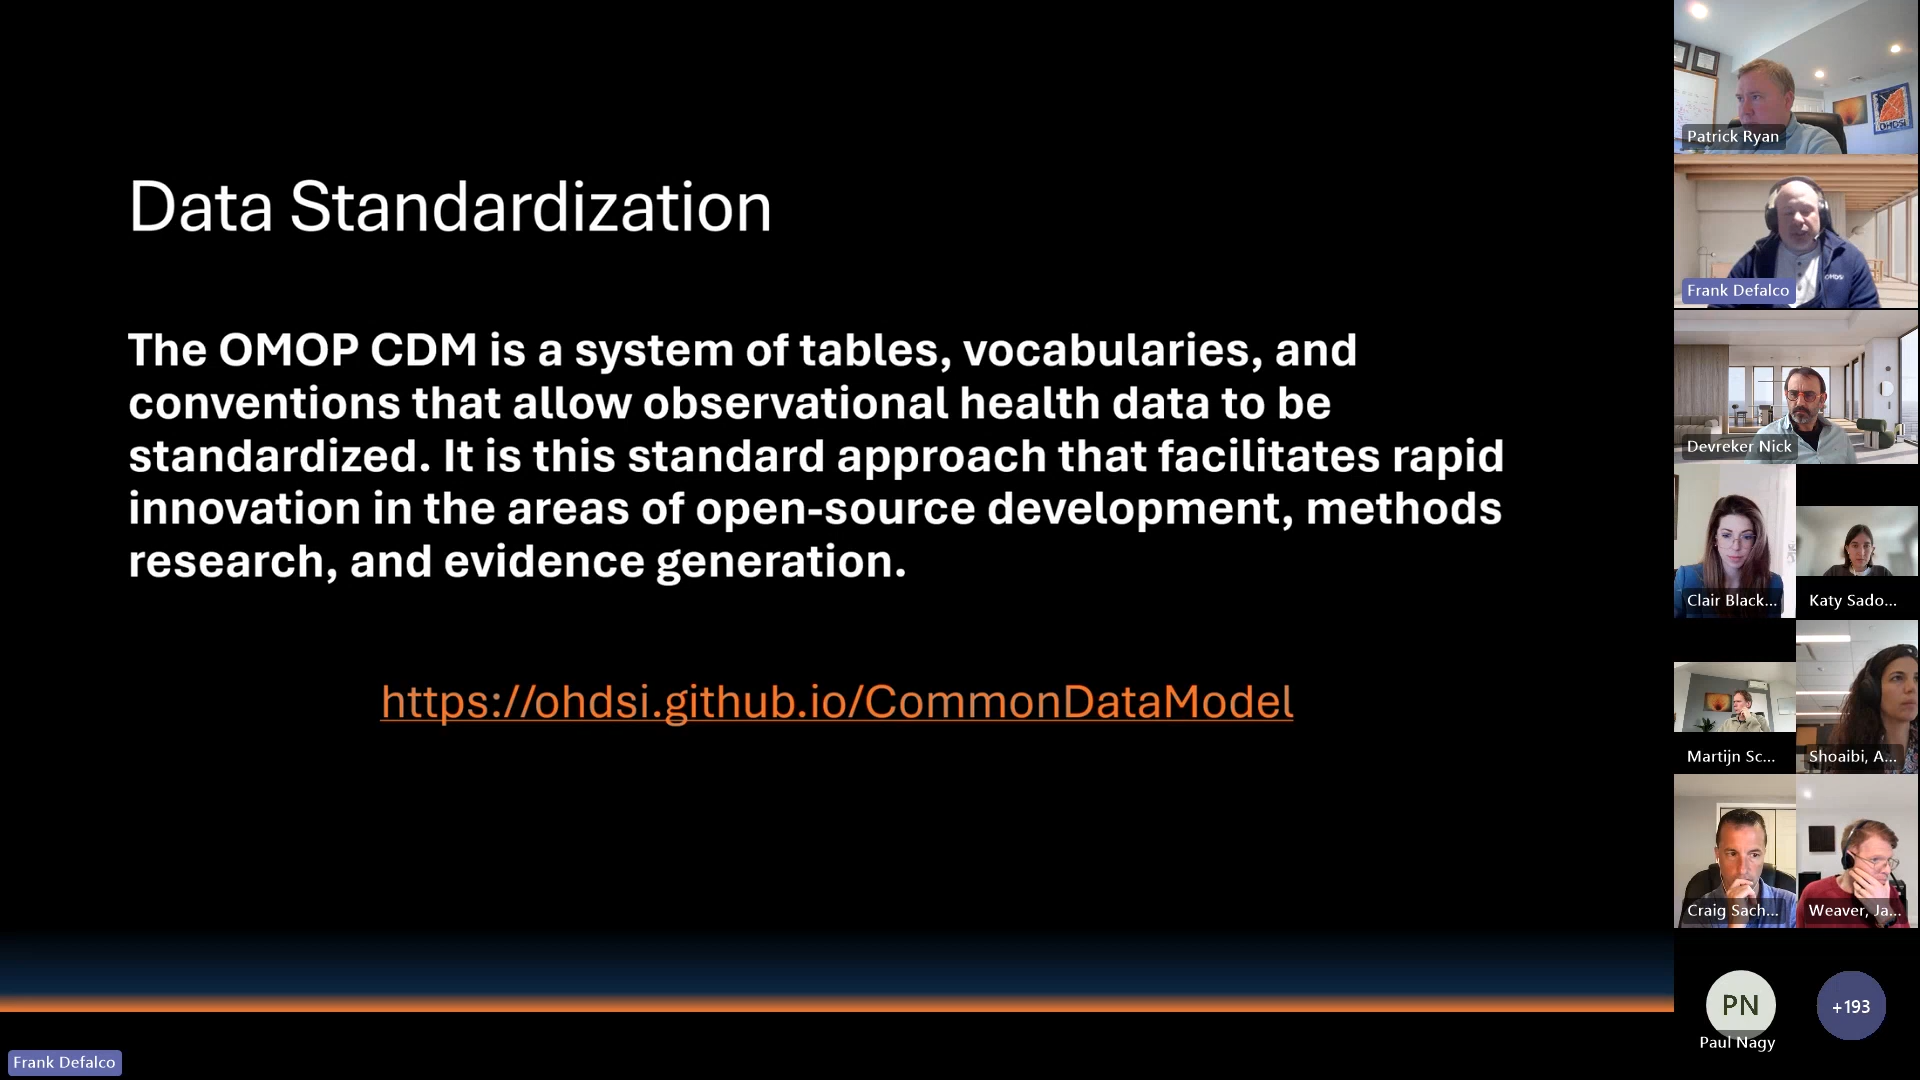 Data Standardization
The OMOP CDM is a system of tables, vocabularies, and
conventions that allow observational health data to be
standardized. It is this standard approach that facilitates rapid
innovation in the areas of open-source development, methods
research, and evidence generation.
https://ohdsi.github.io/CommonDataModel
Frank Defalco
OHDSI
Patrick Ryan
OHDSI
Frank Defalco
Devreker Nick
Clair Black...
Katy Sado...
Martijn Sc...
Shoaibi, A...
Craig Sach...
Weaver, Ja...
PN
+193
Paul Nagy